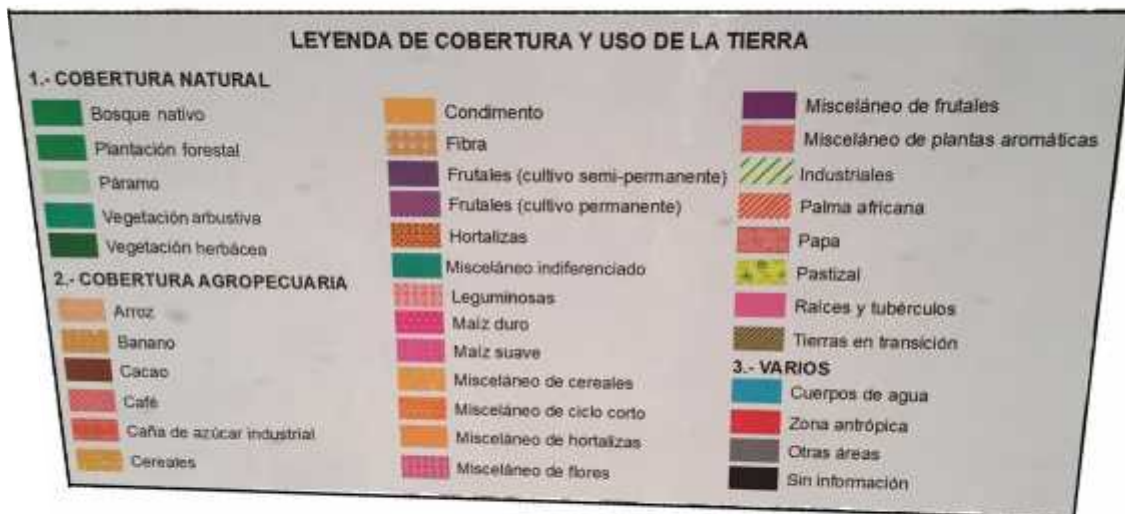 LEYENDA DE COBERTURA Y USO DE LA TIERRA
1.- COBERTURA NATURAL
Bosque nativo
Plantación forestal
Páramo
Vegetación arbustiva
Vegetación herbácea
2.- COBERTURA AGROPECUARIA
Arroz
Banano
Cacao
Café
Caña de azúcar industrial
Cereales
Condimento
Fibra
Frutales (cultivo semi-permanente)
Frutales (cultivo permanente)
Hortalizas
Misceláneo indiferenciado
Leguminosas
Maíz duro
Maíz suave
Misceláneo de cereales
Misceláneo de ciclo corto
Misceláneo de hortalizas
Misceláneo de flores
Misceláneo de frutales
Misceláneo de plantas aromáticas
Industriales
Palma africana
Papa
Pastizal
Raíces y tubérculos
Tierras en transición
3.- VARIOS
Cuerpos de agua
Zona antrópica
Otras áreas
Sin información